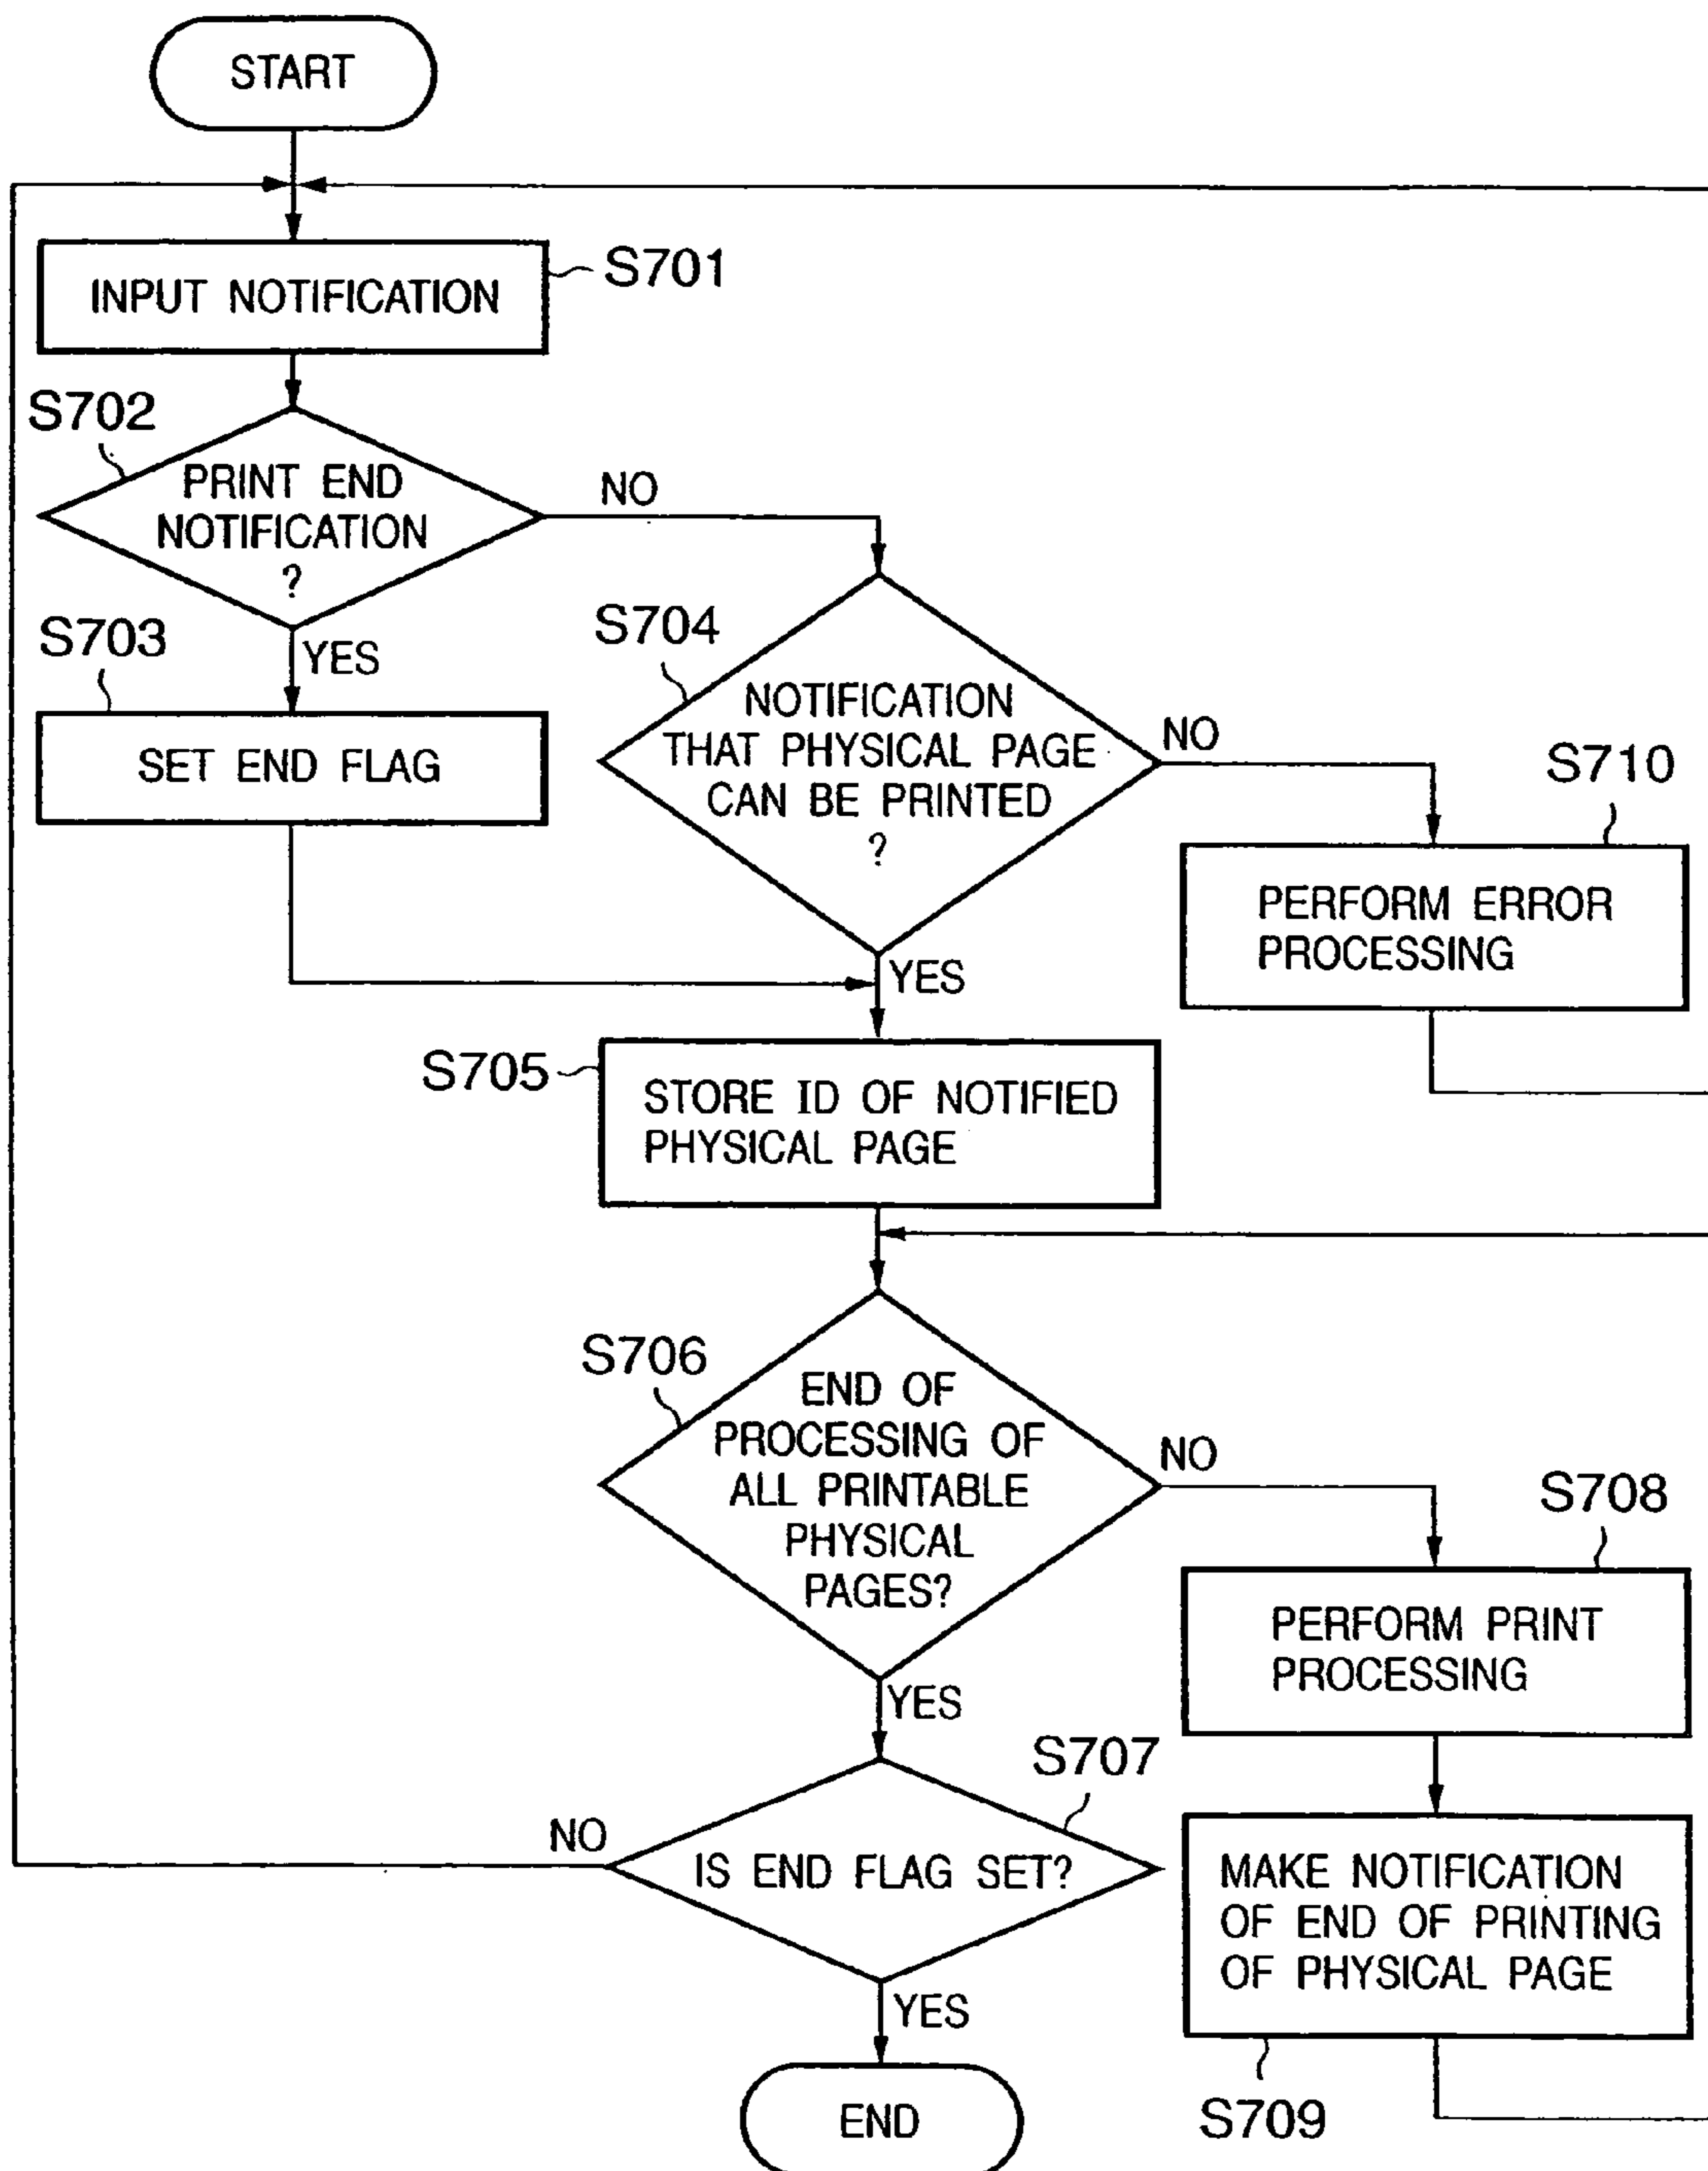 START
INPUT NOTIFICATION
S701
S702
PRINT END
NOTIFICATION
?
NO
YES
S703
SET END FLAG
S704
NOTIFICATION
THAT PHYSICAL PAGE
CAN BE PRINTED
?
NO
YES
S710
PERFORM ERROR
PROCESSING
S705
STORE ID OF NOTIFIED
PHYSICAL PAGE
S706
END OF
PROCESSING OF
ALL PRINTABLE
PHYSICAL
PAGES?
NO
YES
S708
PERFORM PRINT
PROCESSING
S707
IS END FLAG SET?
NO
YES
MAKE NOTIFICATION
OF END OF PRINTING
OF PHYSICAL PAGE
S709
END